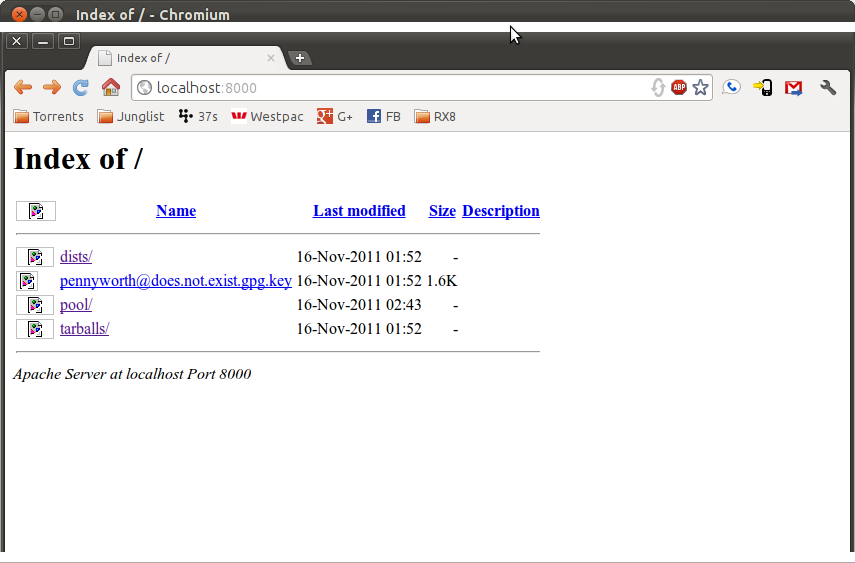 Index of / - Chromium
Index of /
localhost:8000
ABP
Torrents Junglist 37s Westpac G+ FB RX8
Index of /
Name Last modified Size Description
dists/ 16-Nov-2011 01:52 -
pennyworth@does.not.exist.gpg.key 16-Nov-2011 01:52 1.6K
pool/ 16-Nov-2011 02:43 -
tarballs/ 16-Nov-2011 01:52 -
Apache Server at localhost Port 8000